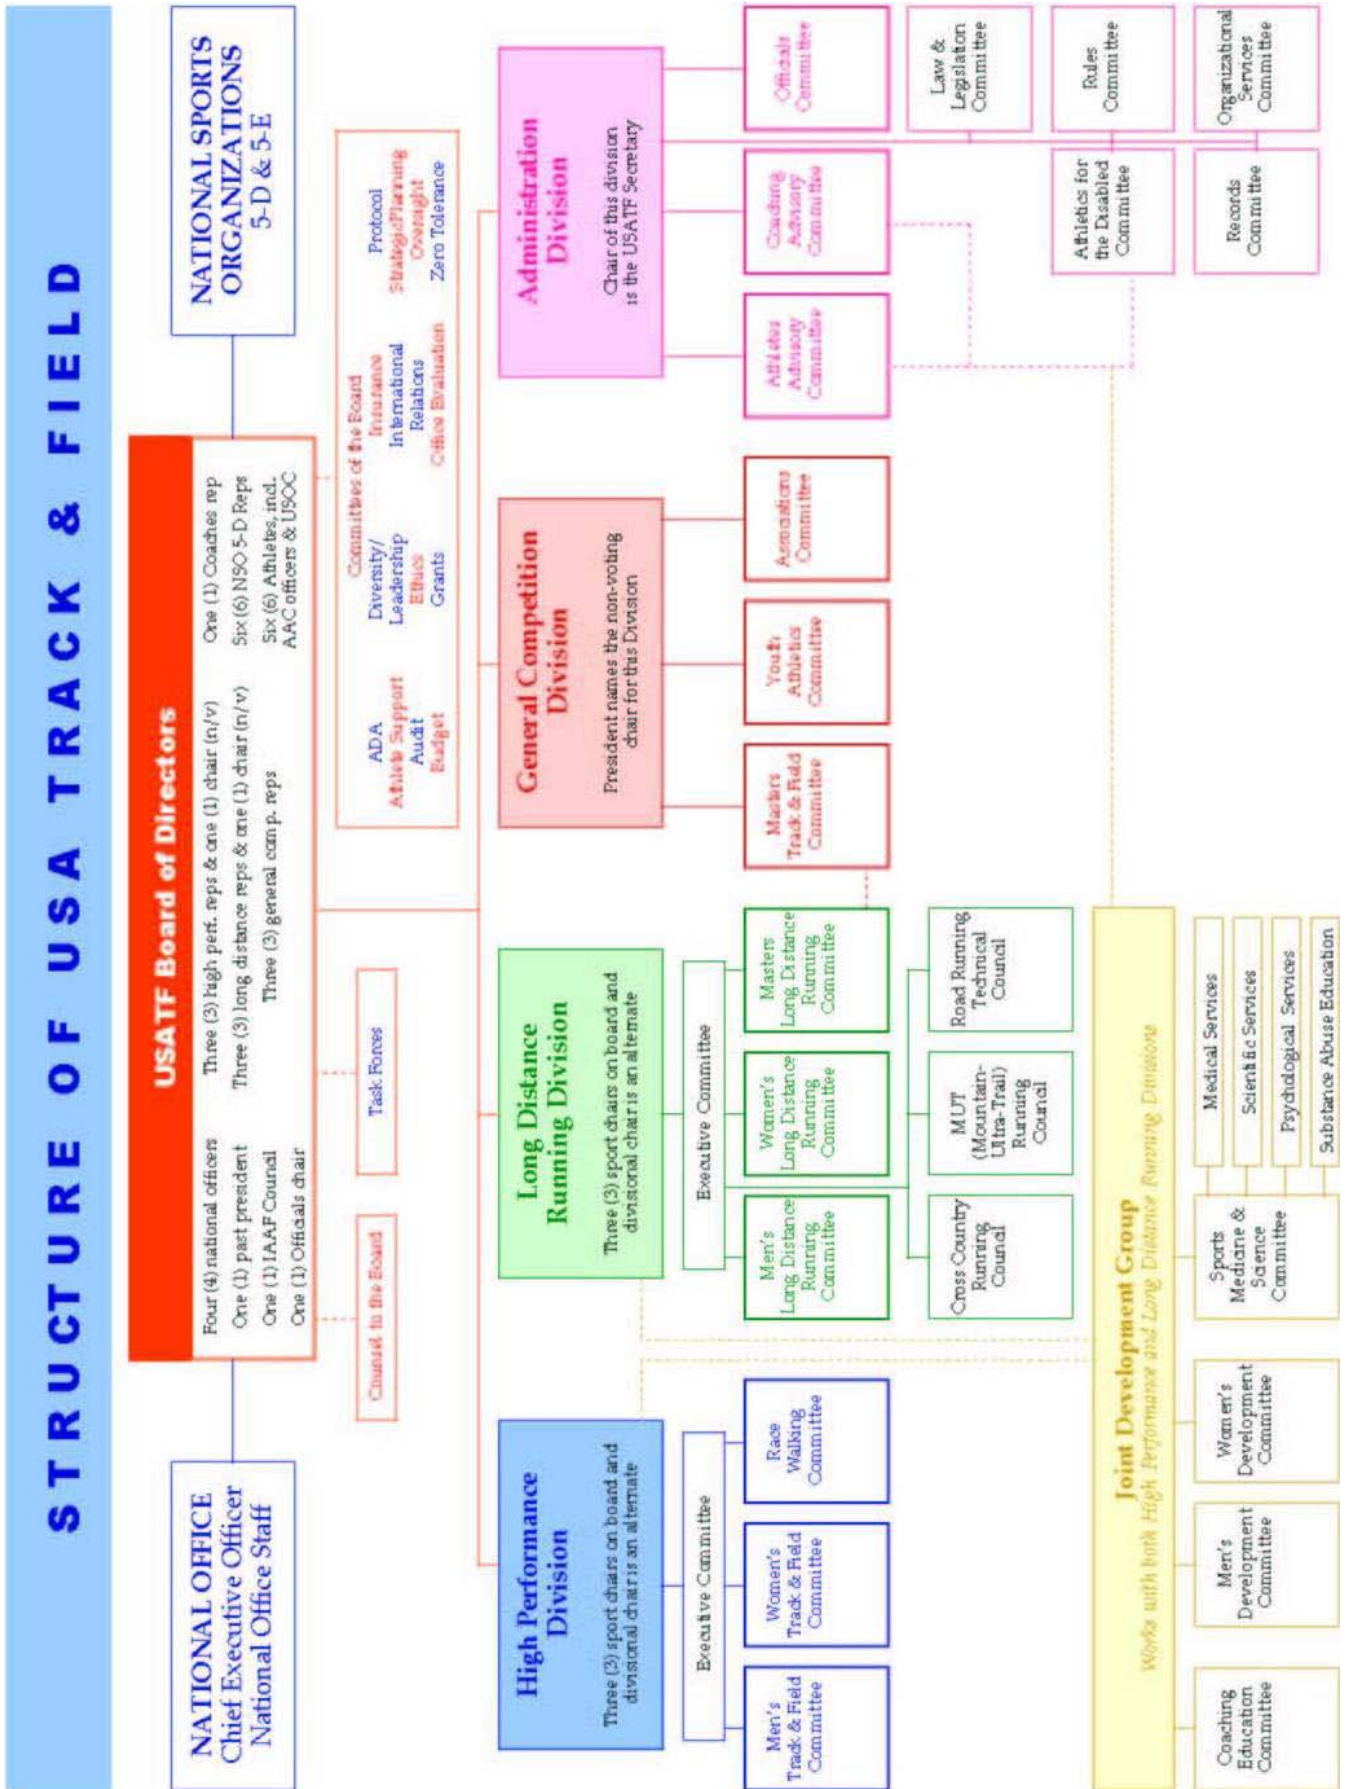 STRUCTURE OF USA TRACK & FIELD
NATIONAL OFFICE
Chief Executive Officer
National Office Staff
USATF Board of Directors
Four (4) national officers
One (1) past president
One (1) IAAF Council
One (1) Officials chair
Three (3) high perf. reps & one (1) chair (n/v)
Three (3) long distance reps & one (1) chair (n/v)
Three (3) general comp. reps
One (1) Coaches rep
Six (6) NSO 5-D Reps
Six (6) Athletes, incl.
AAC officers & USOC
NATIONAL SPORTS
ORGANIZATIONS
5-D & 5-E
Counsel to the Board
Task Forces
Committees of the Board
ADA
Athlete Support
Audit
Budget
Diversity/
Leadership
Ethics
Grants
Insurance
International
Relations
Office Evaluation
Protocol
Strategic Planning
Oversight
Zero Tolerance
High Performance
Division
Three (3) sport chairs on board and
divisional chair is an alternate
Executive Committee
Men's
Track & Field
Committee
Women's
Track & Field
Committee
Race
Walking
Committee
Long Distance
Running Division
Three (3) sport chairs on board and
divisional chair is an alternate
Executive Committee
Men's
Long Distance
Running
Committee
Women's
Long Distance
Running
Committee
Masters
Long Distance
Running
Committee
Cross Country
Running
Council
MUT
(Mountain-
Ultra-Trail)
Running
Council
Road Running
Technical
Council
General Competition
Division
President names the non-voting
chair for this Division
Masters
Track & Field
Committee
Youth
Athletics
Committee
Associations
Committee
Administration
Division
Chair of this division
is the USATF Secretary
Athletes
Advisory
Committee
Coaching
Advisory
Committee
Officials
Committee
Law &
Legislation
Committee
Athletics for
the Disabled
Committee
Rules
Committee
Records
Committee
Organizational
Services
Committee
Joint Development Group
Works with both High Performance and Long Distance Running Divisions
Coaching
Education
Committee
Men's
Development
Committee
Women's
Development
Committee
Sports
Medicine &
Science
Committee
Medical Services
Scientific Services
Psychological Services
Substance Abuse Education